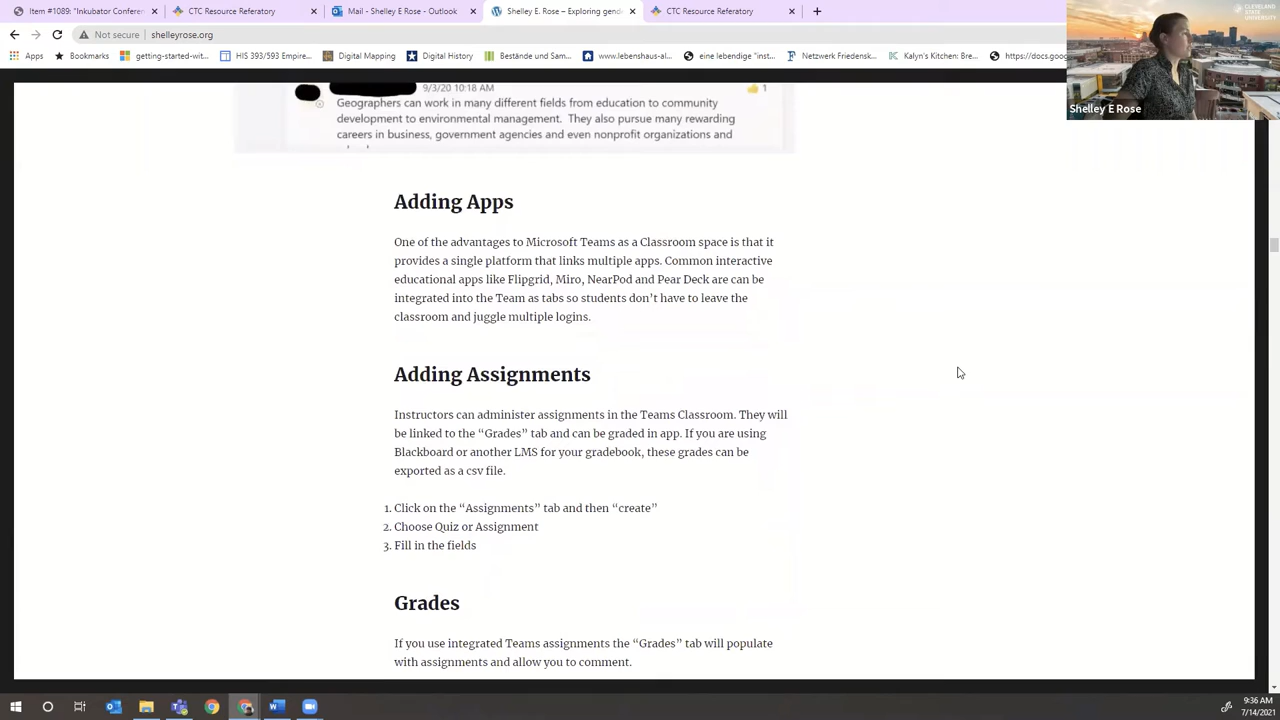 Item #1089: "Inkubator Conferen
CTC Resource Referatory
Mail - Shelley E Rose - Outlook
Shelley E. Rose – Exploring gen
CTC Resource Referatory
Not secure
shelleyrose.org
Apps
Bookmarks
getting-started-wit...
HIS 393/593 Empire...
Digital Mapping
Digital History
Bestände und Sam...
www.lebenshaus-al...
eine lebendige "inst...
Netzwerk Friedensk...
Kalyn's Kitchen: Bre...
https://docs.goog
CLEVELAND
STATE
UNIVERSITY
Shelley E Rose
9/3/20 10:18 AM
1
Geographers can work in many different fields from education to community
development to environmental management. They also pursue many rewarding
careers in business, government agencies and even nonprofit organizations and
Adding Apps
One of the advantages to Microsoft Teams as a Classroom space is that it
provides a single platform that links multiple apps. Common interactive
educational apps like Flipgrid, Miro, NearPod and Pear Deck are can be
integrated into the Team as tabs so students don't have to leave the
classroom and juggle multiple logins.
Adding Assignments
Instructors can administer assignments in the Teams Classroom. They will
be linked to the “Grades” tab and can be graded in app. If you are using
Blackboard or another LMS for your gradebook, these grades can be
exported as a csv file.
1. Click on the “Assignments” tab and then “create”
2. Choose Quiz or Assignment
3. Fill in the fields
Grades
If you use integrated Teams assignments the “Grades” tab will populate
with assignments and allow you to comment.
9:36 AM
7/14/2021